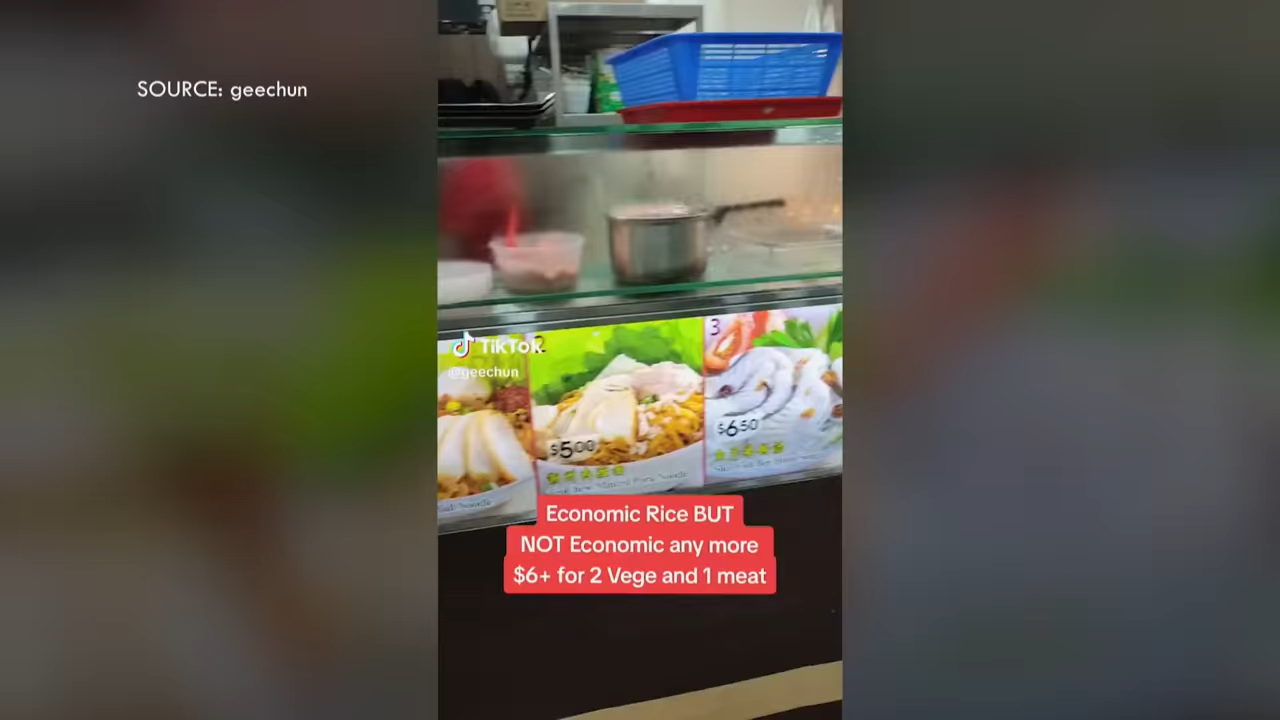 SOURCE: geechun
3
TikTok
@geechun
$6.50
$5.00
Economic Rice BUT
NOT Economic any more
$6+ for 2 Vege and 1 meat